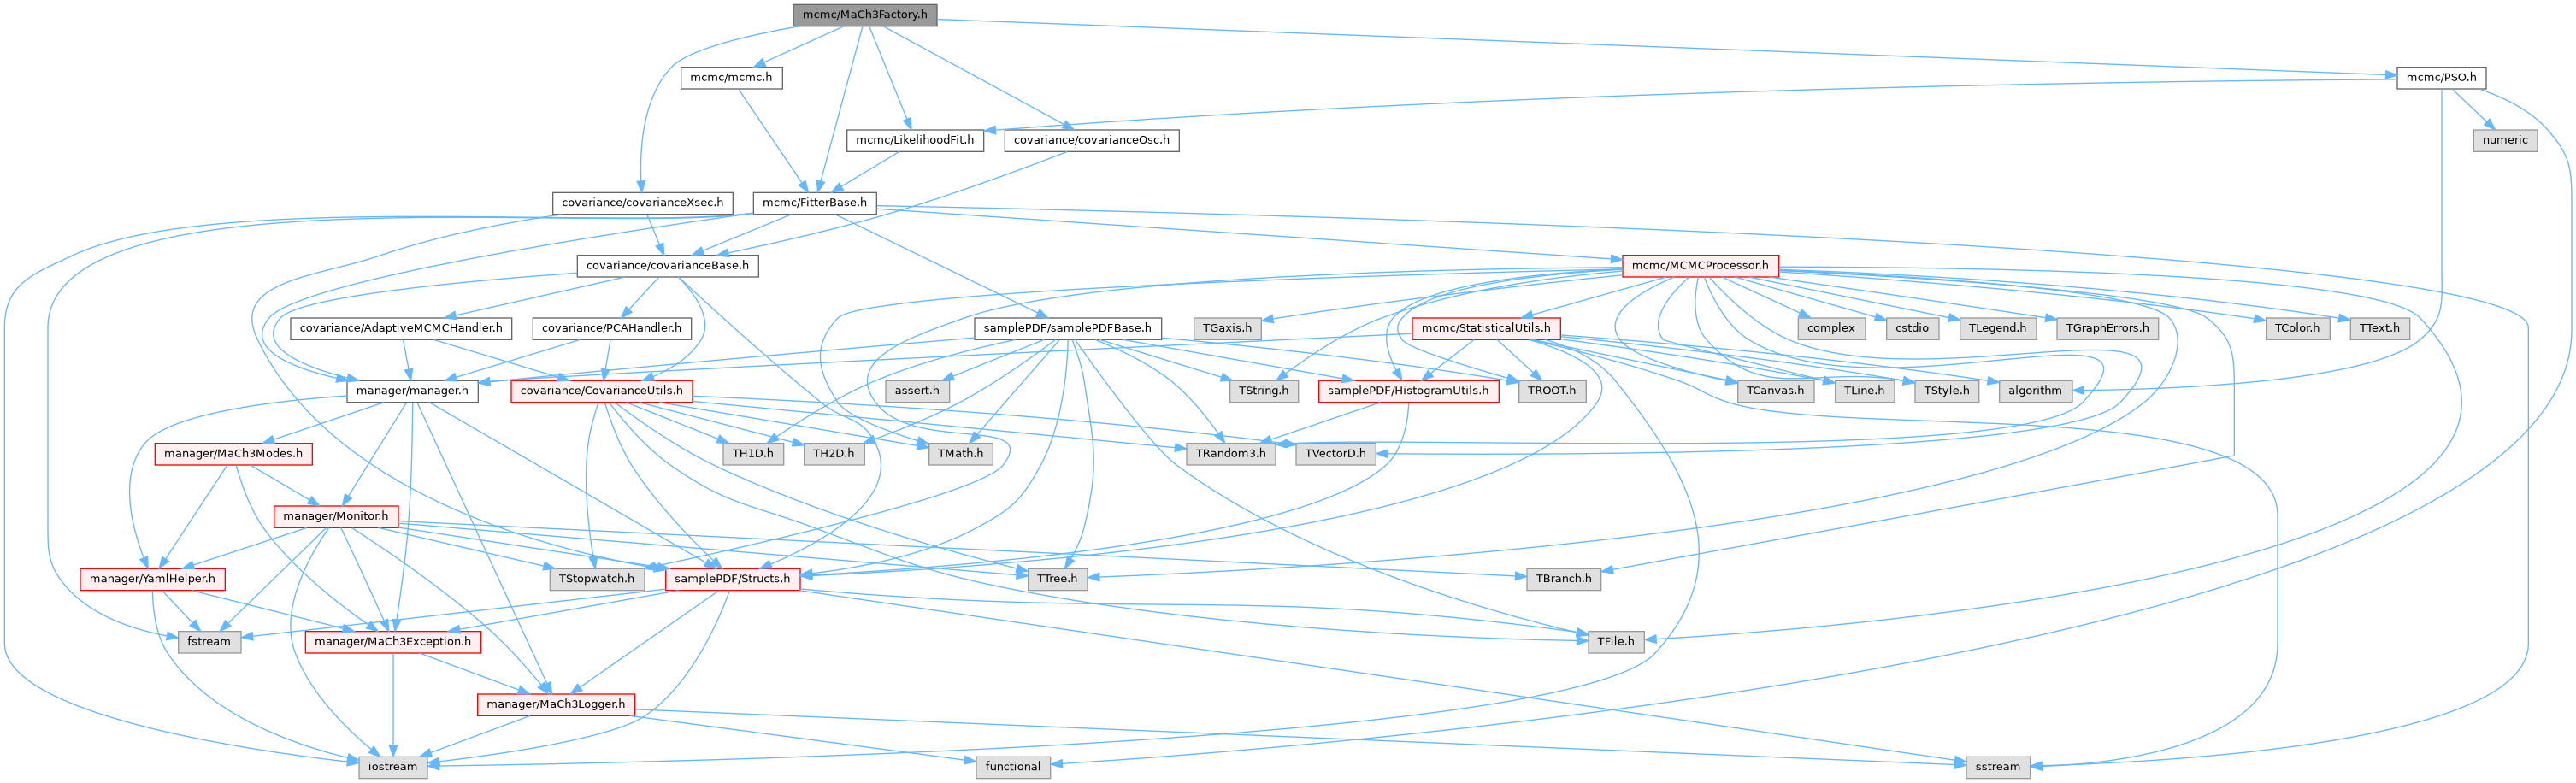 mcmc/MaCh3Factory.h
mcmc/mcmc.h
mcmc/PSO.h
mcmc/LikelihoodFit.h
covariance/covarianceOsc.h
numeric
covariance/covarianceXsec.h
mcmc/FitterBase.h
covariance/covarianceBase.h
mcmc/MCMCProcessor.h
covariance/AdaptiveMCMCHandler.h
covariance/PCAHandler.h
samplePDF/samplePDFBase.h
TGaxis.h
mcmc/StatisticalUtils.h
complex
cstdio
TLegend.h
TGraphErrors.h
TColor.h
TText.h
manager/manager.h
covariance/CovarianceUtils.h
assert.h
TString.h
samplePDF/HistogramUtils.h
TROOT.h
TCanvas.h
TLine.h
TStyle.h
algorithm
manager/MaCh3Modes.h
TH1D.h
TH2D.h
TMath.h
TRandom3.h
TVectorD.h
manager/Monitor.h
manager/YamlHelper.h
TStopwatch.h
samplePDF/Structs.h
TTree.h
TBranch.h
fstream
manager/MaCh3Exception.h
TFile.h
manager/MaCh3Logger.h
iostream
functional
sstream